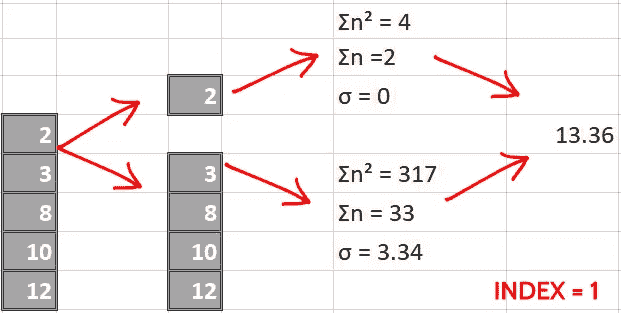 Σn² = 4
Σn =2
σ = 0
2
2
3
8
10
12
3
8
10
12
Σn² = 317
Σn = 33
σ = 3.34
13.36
INDEX = 1